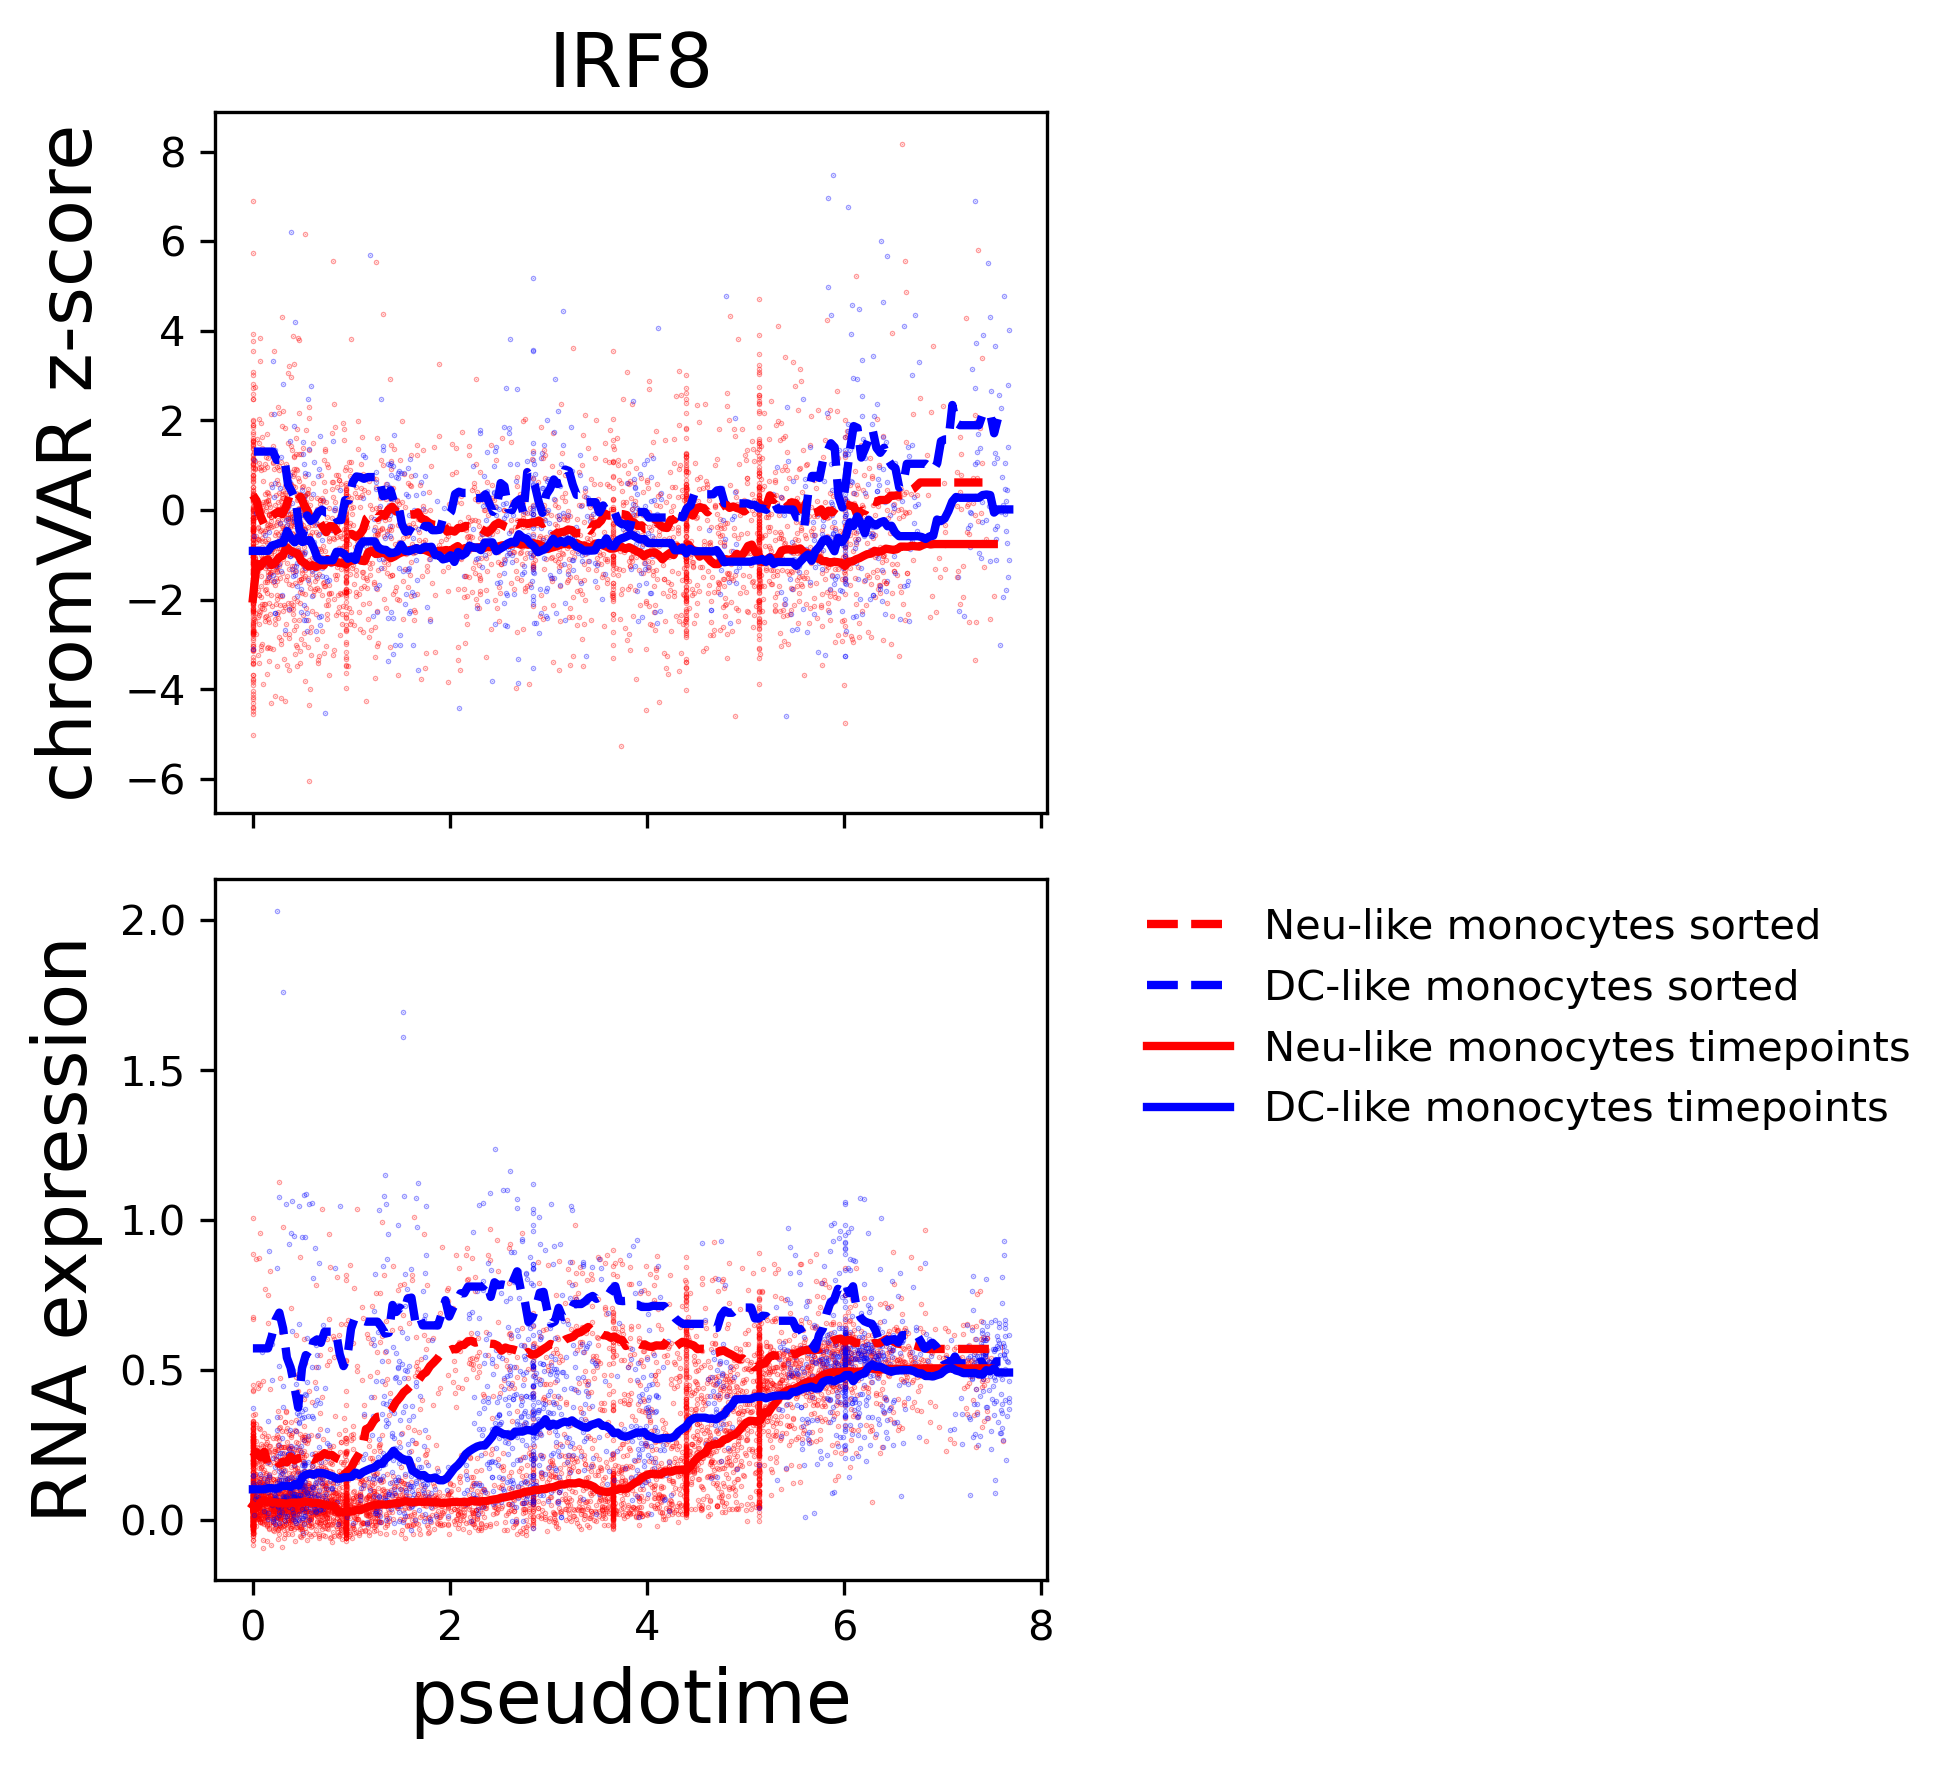 IRF8
chromVAR z-score
8
6
4
2
0
−2
−4
−6
RNA expression
2.0
1.5
1.0
0.5
0.0
0 2 4 6 8
pseudotime
Neu-like monocytes sorted
DC-like monocytes sorted
Neu-like monocytes timepoints
DC-like monocytes timepoints